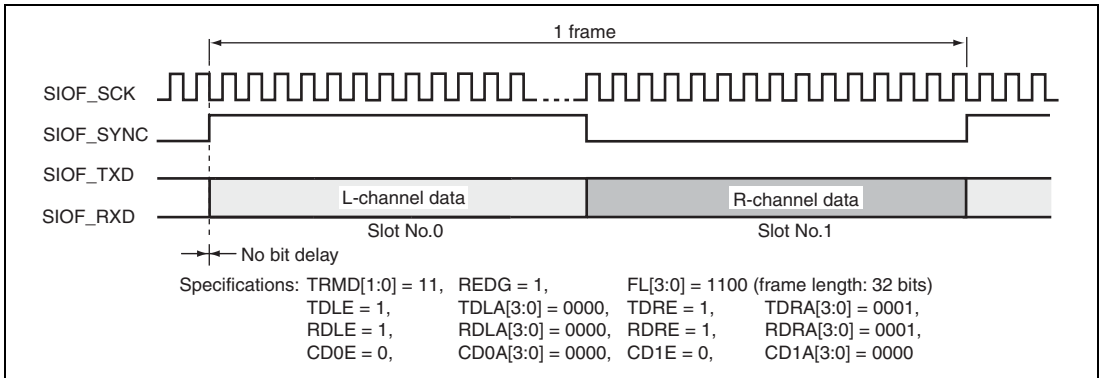 1 frame
SIOF_SCK
SIOF_SYNC
SIOF_TXD
L-channel data R-channel data
SIOF_RXD
Slot No.0 Slot No.1
No bit delay
Specifications: TRMD[1:0] = 11, REDG = 1, FL[3:0] = 1100 (frame length: 32 bits)
TDLE = 1, TDLA[3:0] = 0000, TDRE = 1, TDRA[3:0] = 0001,
RDLE = 1, RDLA[3:0] = 0000, RDRE = 1, RDRA[3:0] = 0001,
CD0E = 0, CD0A[3:0] = 0000, CD1E = 0, CD1A[3:0] = 0000